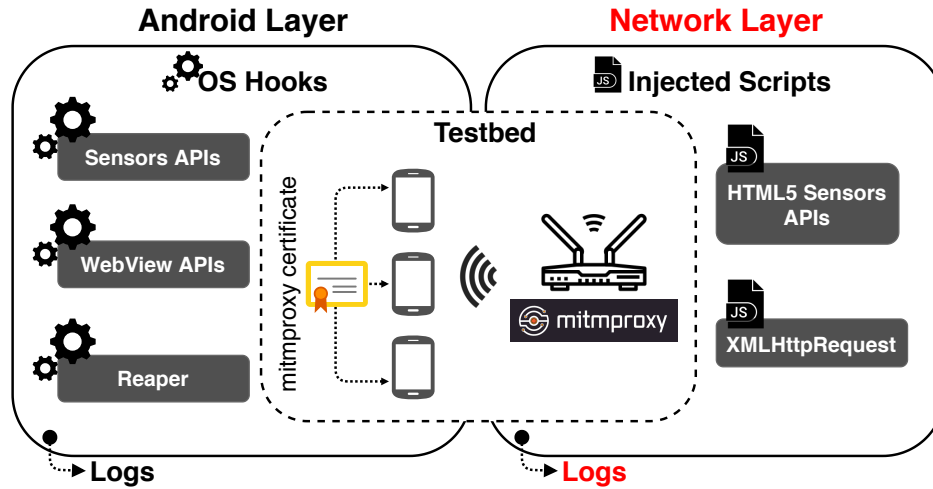 Android Layer
Network Layer
OS Hooks
JS
Injected Scripts
Testbed
Sensors APIs
WebView APIs
Reaper
mitmproxy certificate
mitmproxy
JS
HTML5 Sensors
APIs
JS
XMLHttpRequest
Logs
Logs